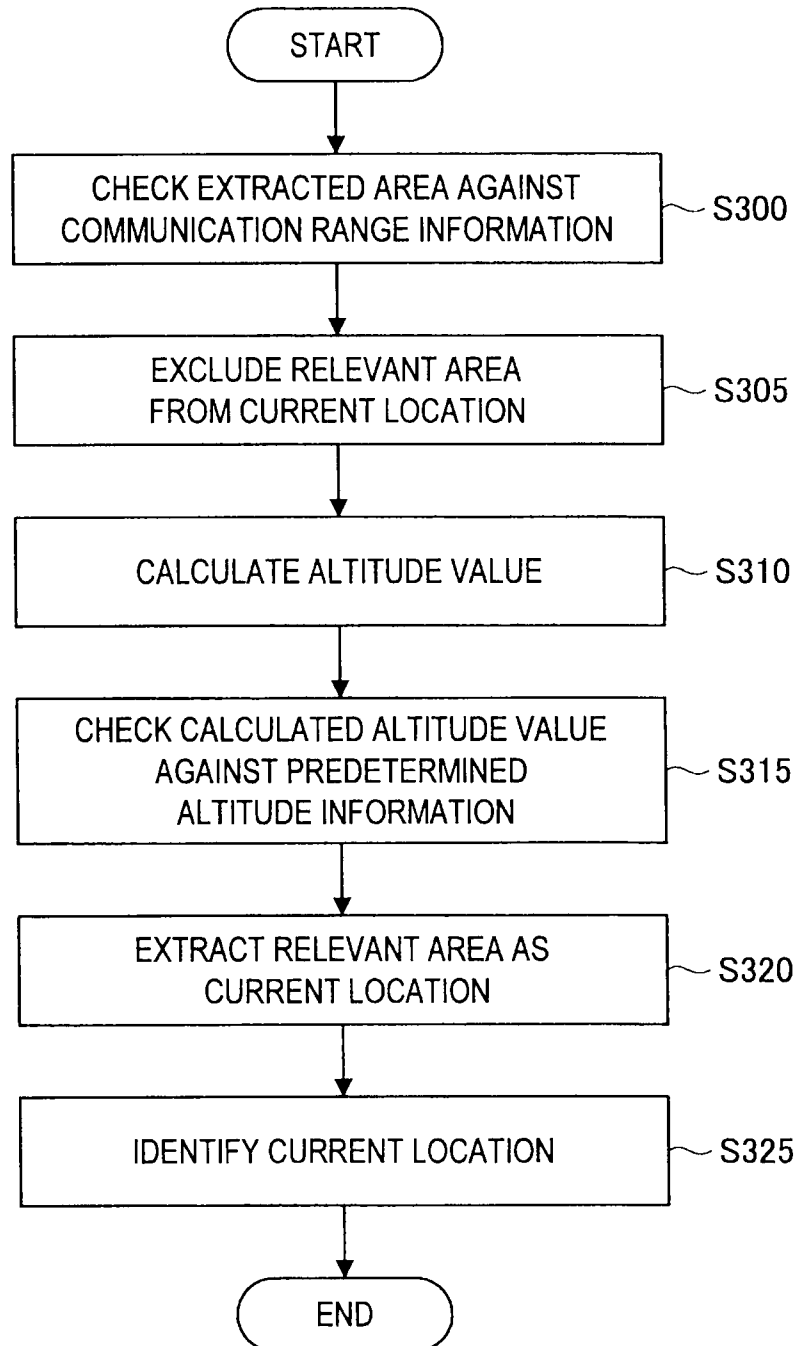 START
CHECK EXTRACTED AREA AGAINST
COMMUNICATION RANGE INFORMATION
S300
EXCLUDE RELEVANT AREA
FROM CURRENT LOCATION
S305
CALCULATE ALTITUDE VALUE
S310
CHECK CALCULATED ALTITUDE VALUE
AGAINST PREDETERMINED
ALTITUDE INFORMATION
S315
EXTRACT RELEVANT AREA AS
CURRENT LOCATION
S320
IDENTIFY CURRENT LOCATION
S325
END